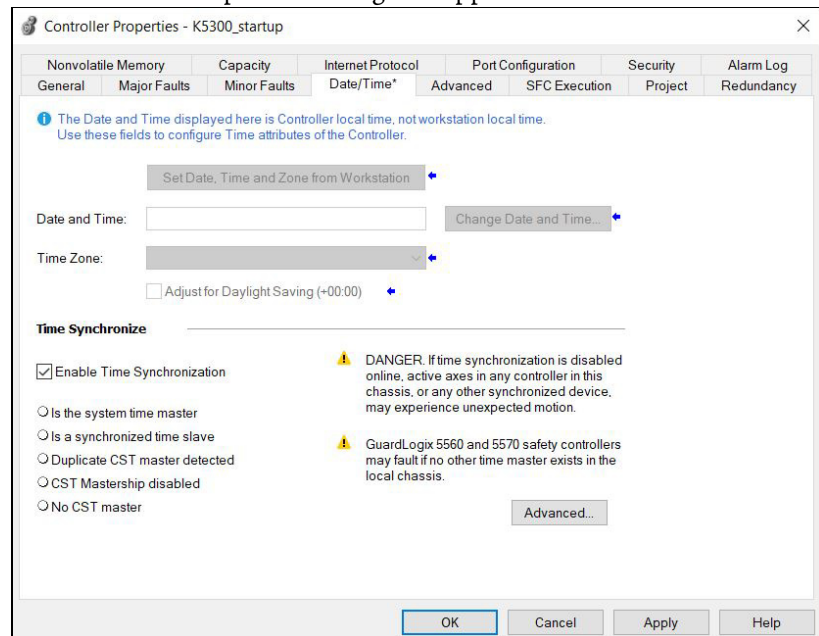 Controller Properties - K5300_startup
Nonvolatile Memory Capacity Internet Protocol Port Configuration Security Alarm Log
General Major Faults Minor Faults Date/Time* Advanced SFC Execution Project Redundancy
The Date and Time displayed here is Controller local time, not workstation local time.
Use these fields to configure Time attributes of the Controller.
Set Date, Time and Zone from Workstation
Date and Time:
Change Date and Time...
Time Zone:
Adjust for Daylight Saving (+00:00)
Time Synchronize
Enable Time Synchronization
Is the system time master
Is a synchronized time slave
Duplicate CST master detected
CST Mastership disabled
No CST master
DANGER. If time synchronization is disabled
online, active axes in any controller in this
chassis, or any other synchronized device,
may experience unexpected motion.
GuardLogix 5560 and 5570 safety controllers
may fault if no other time master exists in the
local chassis.
Advanced...
OK Cancel Apply Help